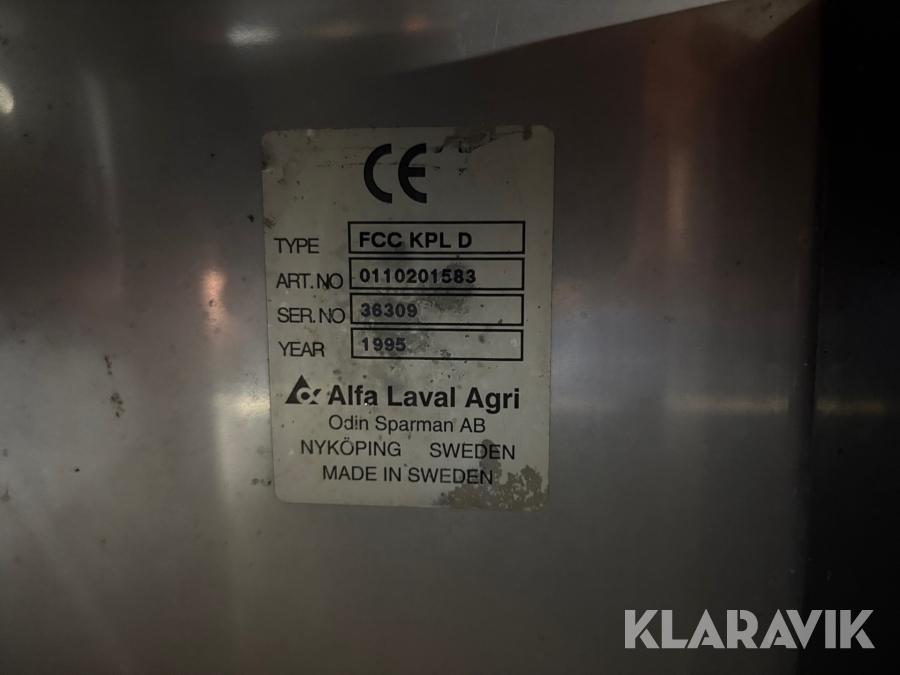 CE
TYPE FCC KPL D
ART.NO 0110201583
SER.NO 36309
YEAR 1995
Alfa Laval Agri
Odin Sparman AB
NYKÖPING SWEDEN
MADE IN SWEDEN
KLARAVIK